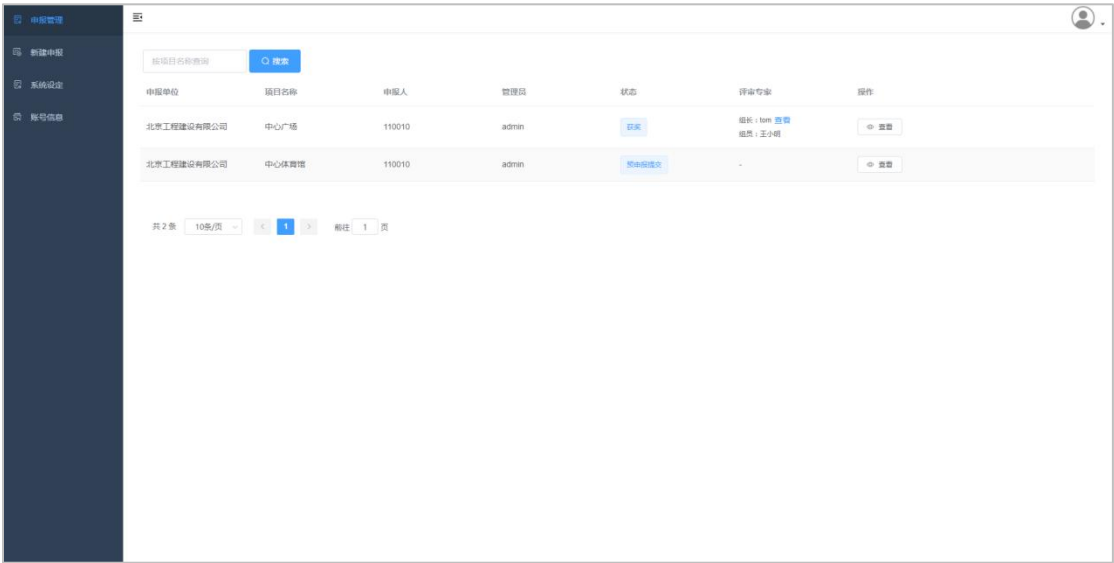 申报管理
新建申报
系统设定
账号信息
按项目名称查询 搜索
申报单位 项目名称 申报人 管理员 状态 评审专家 操作
北京工程建设有限公司 中心广场 110010 admin 获奖 组长：tom 查看 查看
组员：王小明
北京工程建设有限公司 中心体育馆 110010 admin 预申报提交 - 查看
共 2 条 10条/页 1 前往 1 页